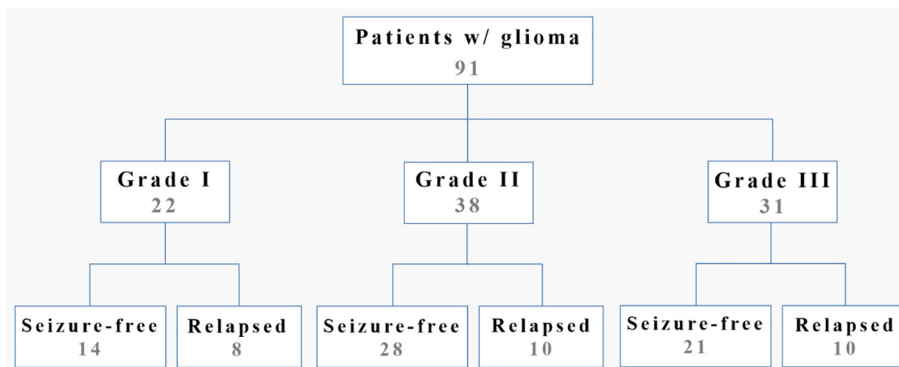 Patients w/ glioma
91
Grade I
22
Grade II
38
Grade III
31
Seizure-free
14
Relapsed
8
Seizure-free
28
Relapsed
10
Seizure-free
21
Relapsed
10